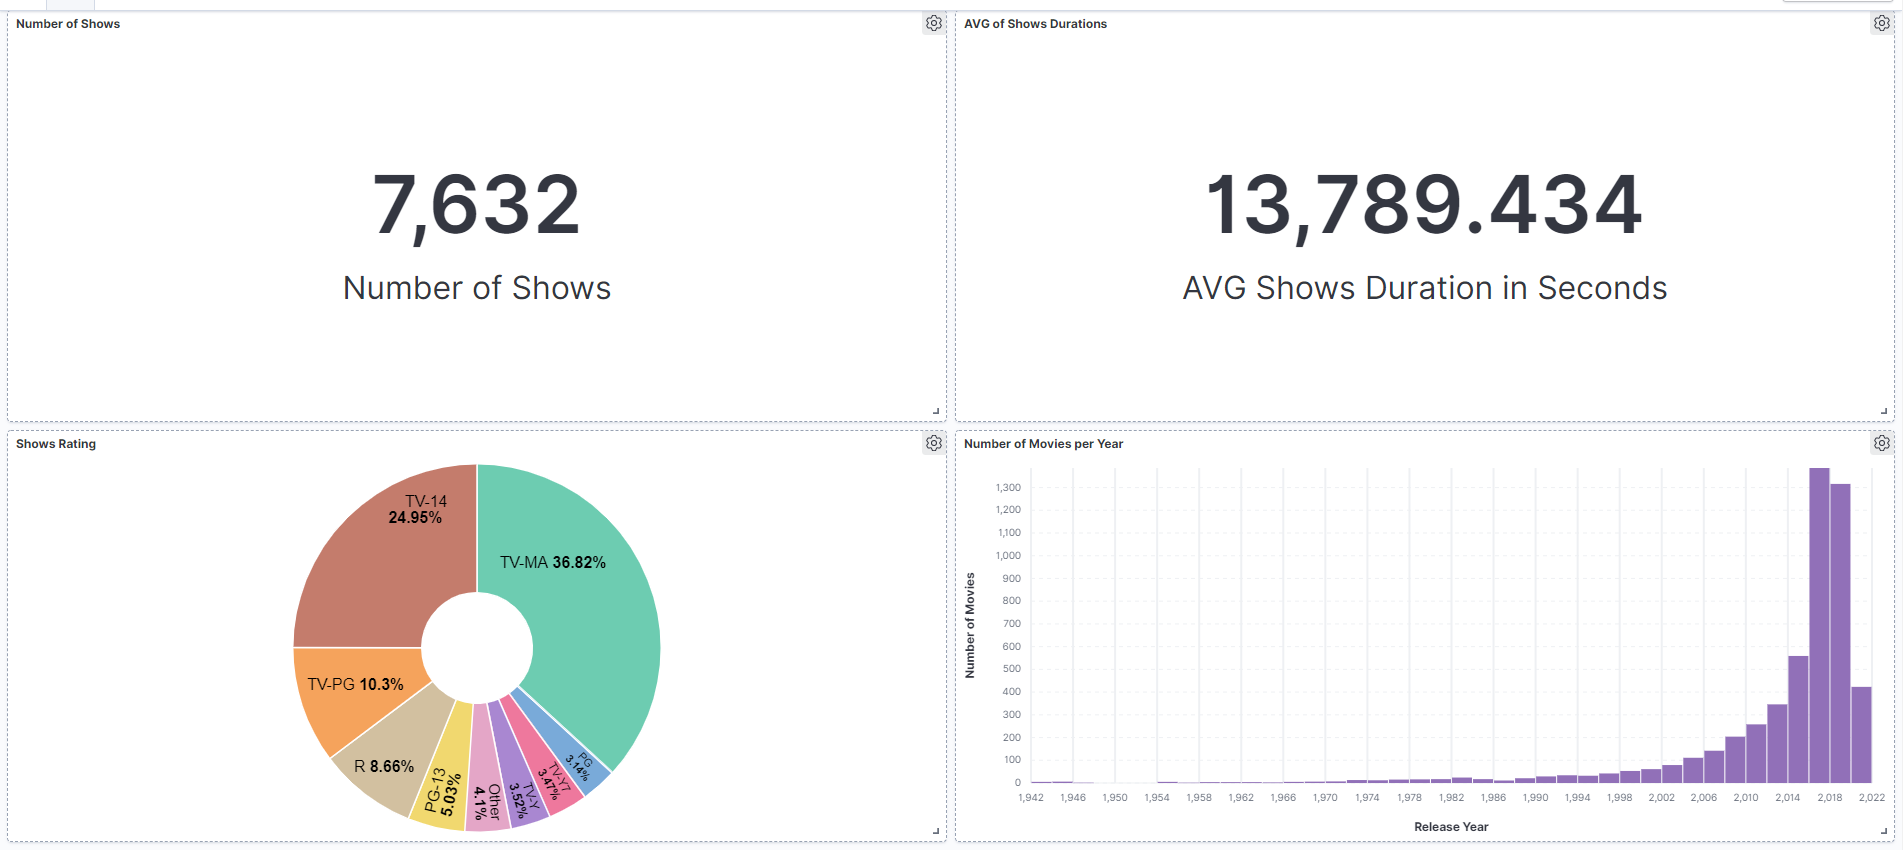 Number of Shows
7,632
Number of Shows
AVG of Shows Durations
13,789.434
AVG Shows Duration in Seconds
Shows Rating
TV-14
24.95%
TV-MA 36.82%
TV-PG 10.3%
R 8.66%
PG-13
5.03%
Other
4.1%
TV-Y
3.52%
TV-Y7
3.47%
PG
3.14%
Number of Movies per Year
Number of Movies
1,300
1,200
1,100
1,000
900
800
700
600
500
400
300
200
100
0
1,942 1,946 1,950 1,954 1,958 1,962 1,966 1,970 1,974 1,978 1,982 1,986 1,990 1,994 1,998 2,002 2,006 2,010 2,014 2,018 2,022
Release Year